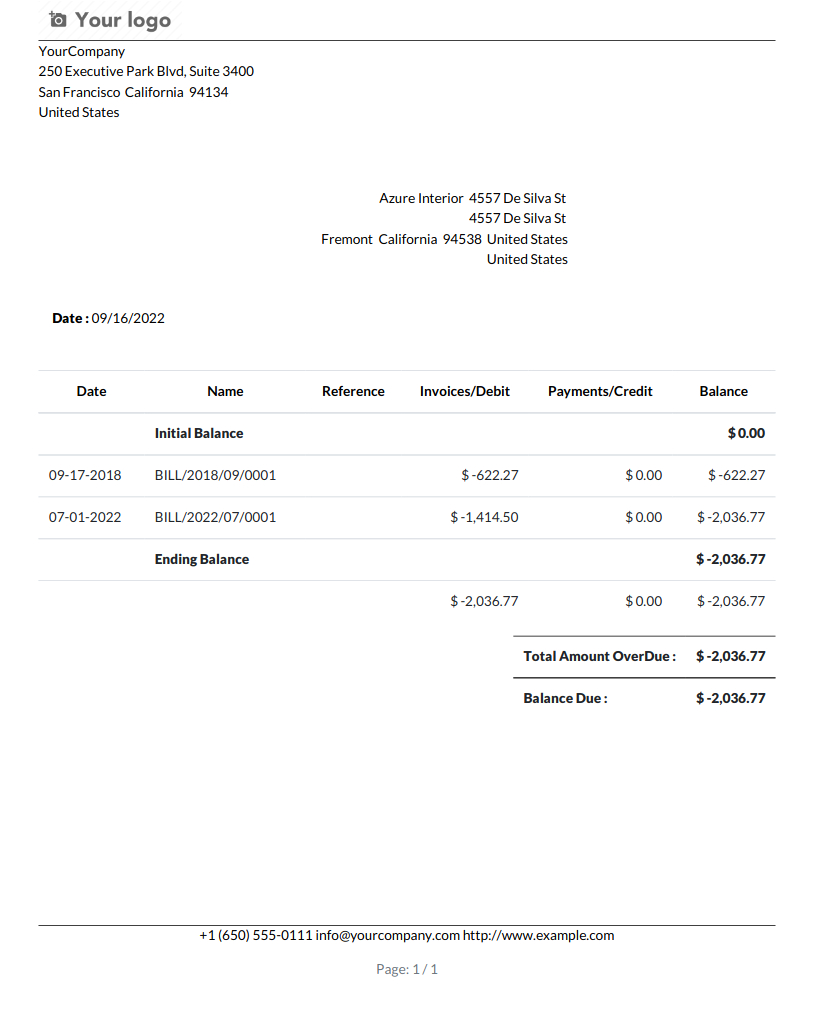 Your logo
YourCompany
250 Executive Park Blvd, Suite 3400
San Francisco California 94134
United States
Azure Interior 4557 De Silva St
4557 De Silva St
Fremont California 94538 United States
United States
Date : 09/16/2022
Date Name Reference Invoices/Debit Payments/Credit Balance
Initial Balance $ 0.00
09-17-2018 BILL/2018/09/0001 $ -622.27 $ 0.00 $ -622.27
07-01-2022 BILL/2022/07/0001 $ -1,414.50 $ 0.00 $ -2,036.77
Ending Balance $ -2,036.77
$ -2,036.77 $ 0.00 $ -2,036.77
Total Amount OverDue : $ -2,036.77
Balance Due : $ -2,036.77
+1 (650) 555-0111 info@yourcompany.com http://www.example.com
Page: 1 / 1